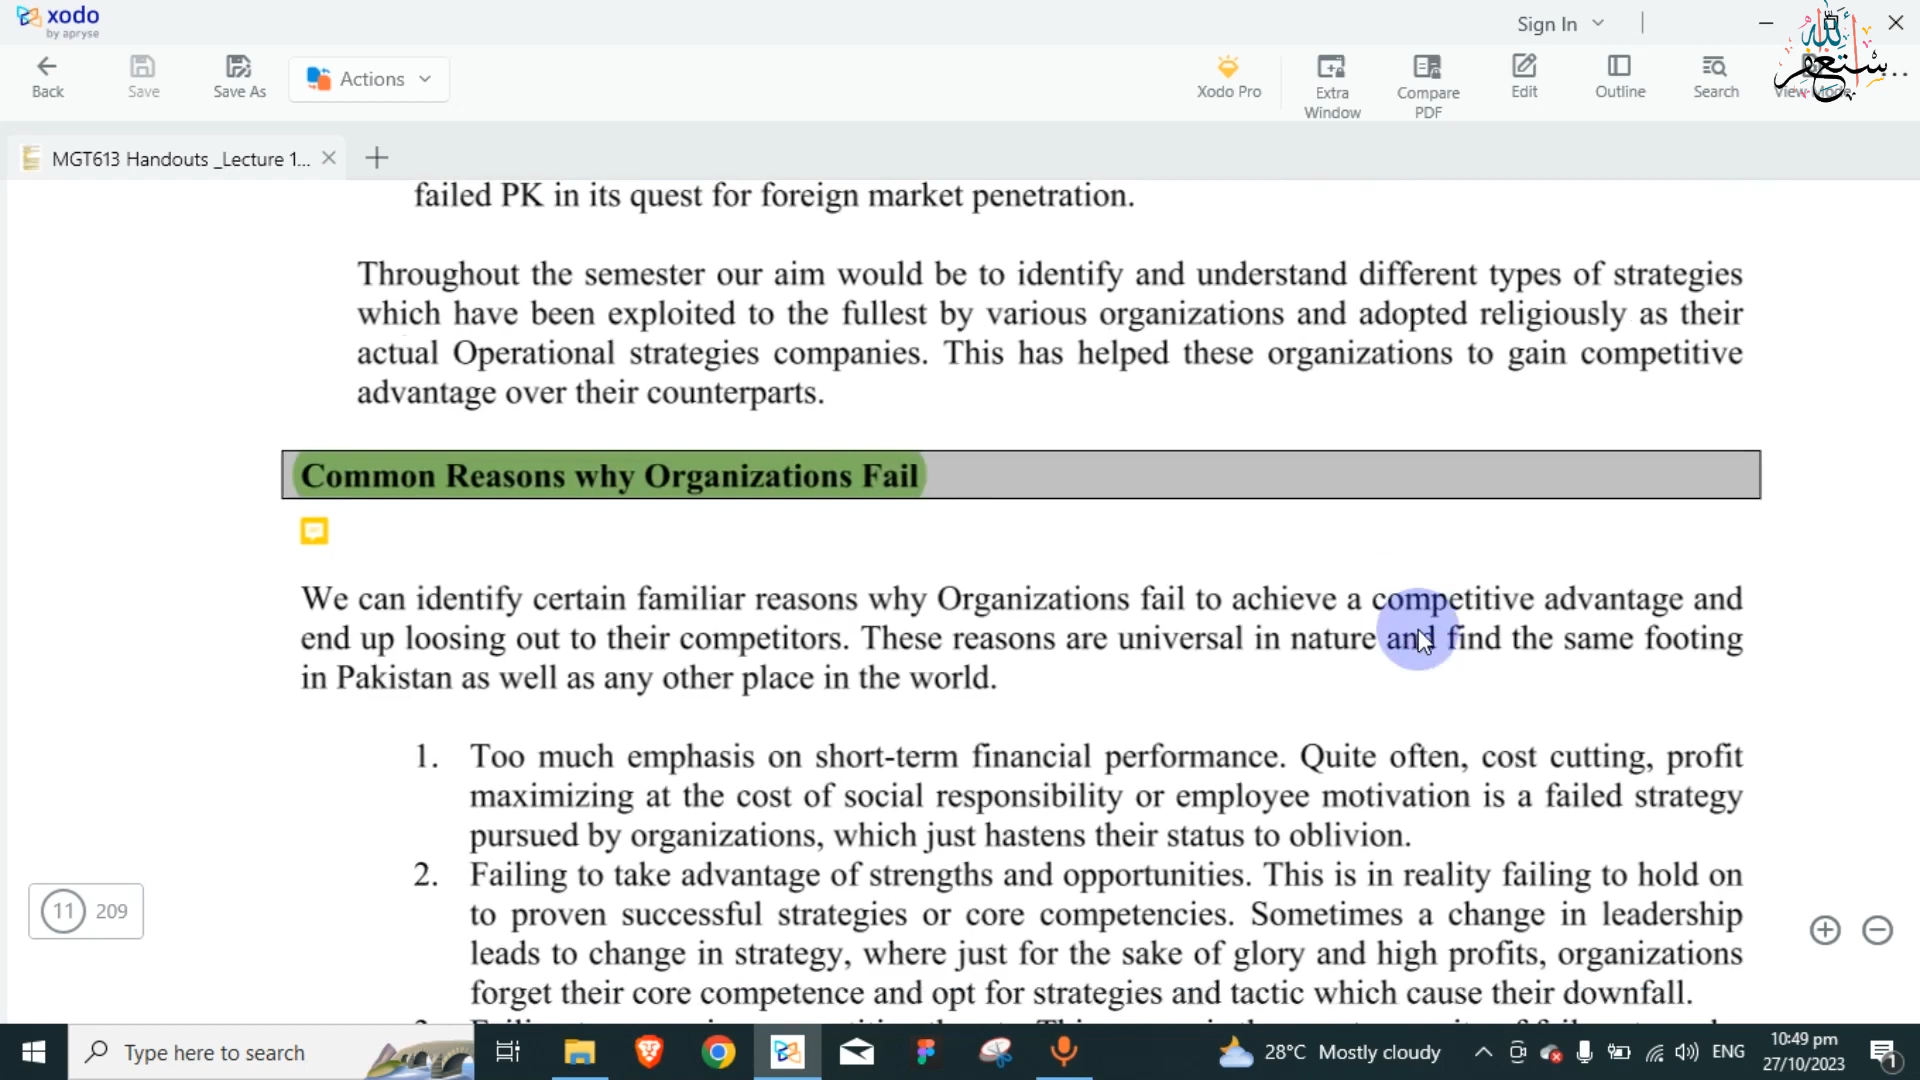 xodo
by apryse
Sign In
Back
Save
Save As
Actions
Xodo Pro
Extra
Window
Compare
PDF
Edit
Outline
Search
View Mode
MGT613 Handouts _Lecture 1...
failed PK in its quest for foreign market penetration.
Throughout the semester our aim would be to identify and understand different types of strategies
which have been exploited to the fullest by various organizations and adopted religiously as their
actual Operational strategies companies. This has helped these organizations to gain competitive
advantage over their counterparts.
Common Reasons why Organizations Fail
We can identify certain familiar reasons why Organizations fail to achieve a competitive advantage and
end up loosing out to their competitors. These reasons are universal in nature and find the same footing
in Pakistan as well as any other place in the world.
1. Too much emphasis on short-term financial performance. Quite often, cost cutting, profit
maximizing at the cost of social responsibility or employee motivation is a failed strategy
pursued by organizations, which just hastens their status to oblivion.
2. Failing to take advantage of strengths and opportunities. This is in reality failing to hold on
to proven successful strategies or core competencies. Sometimes a change in leadership
leads to change in strategy, where just for the sake of glory and high profits, organizations
forget their core competence and opt for strategies and tactic which cause their downfall.
11 209
Type here to search
28°C Mostly cloudy
ENG
10:49 pm
27/10/2023
1